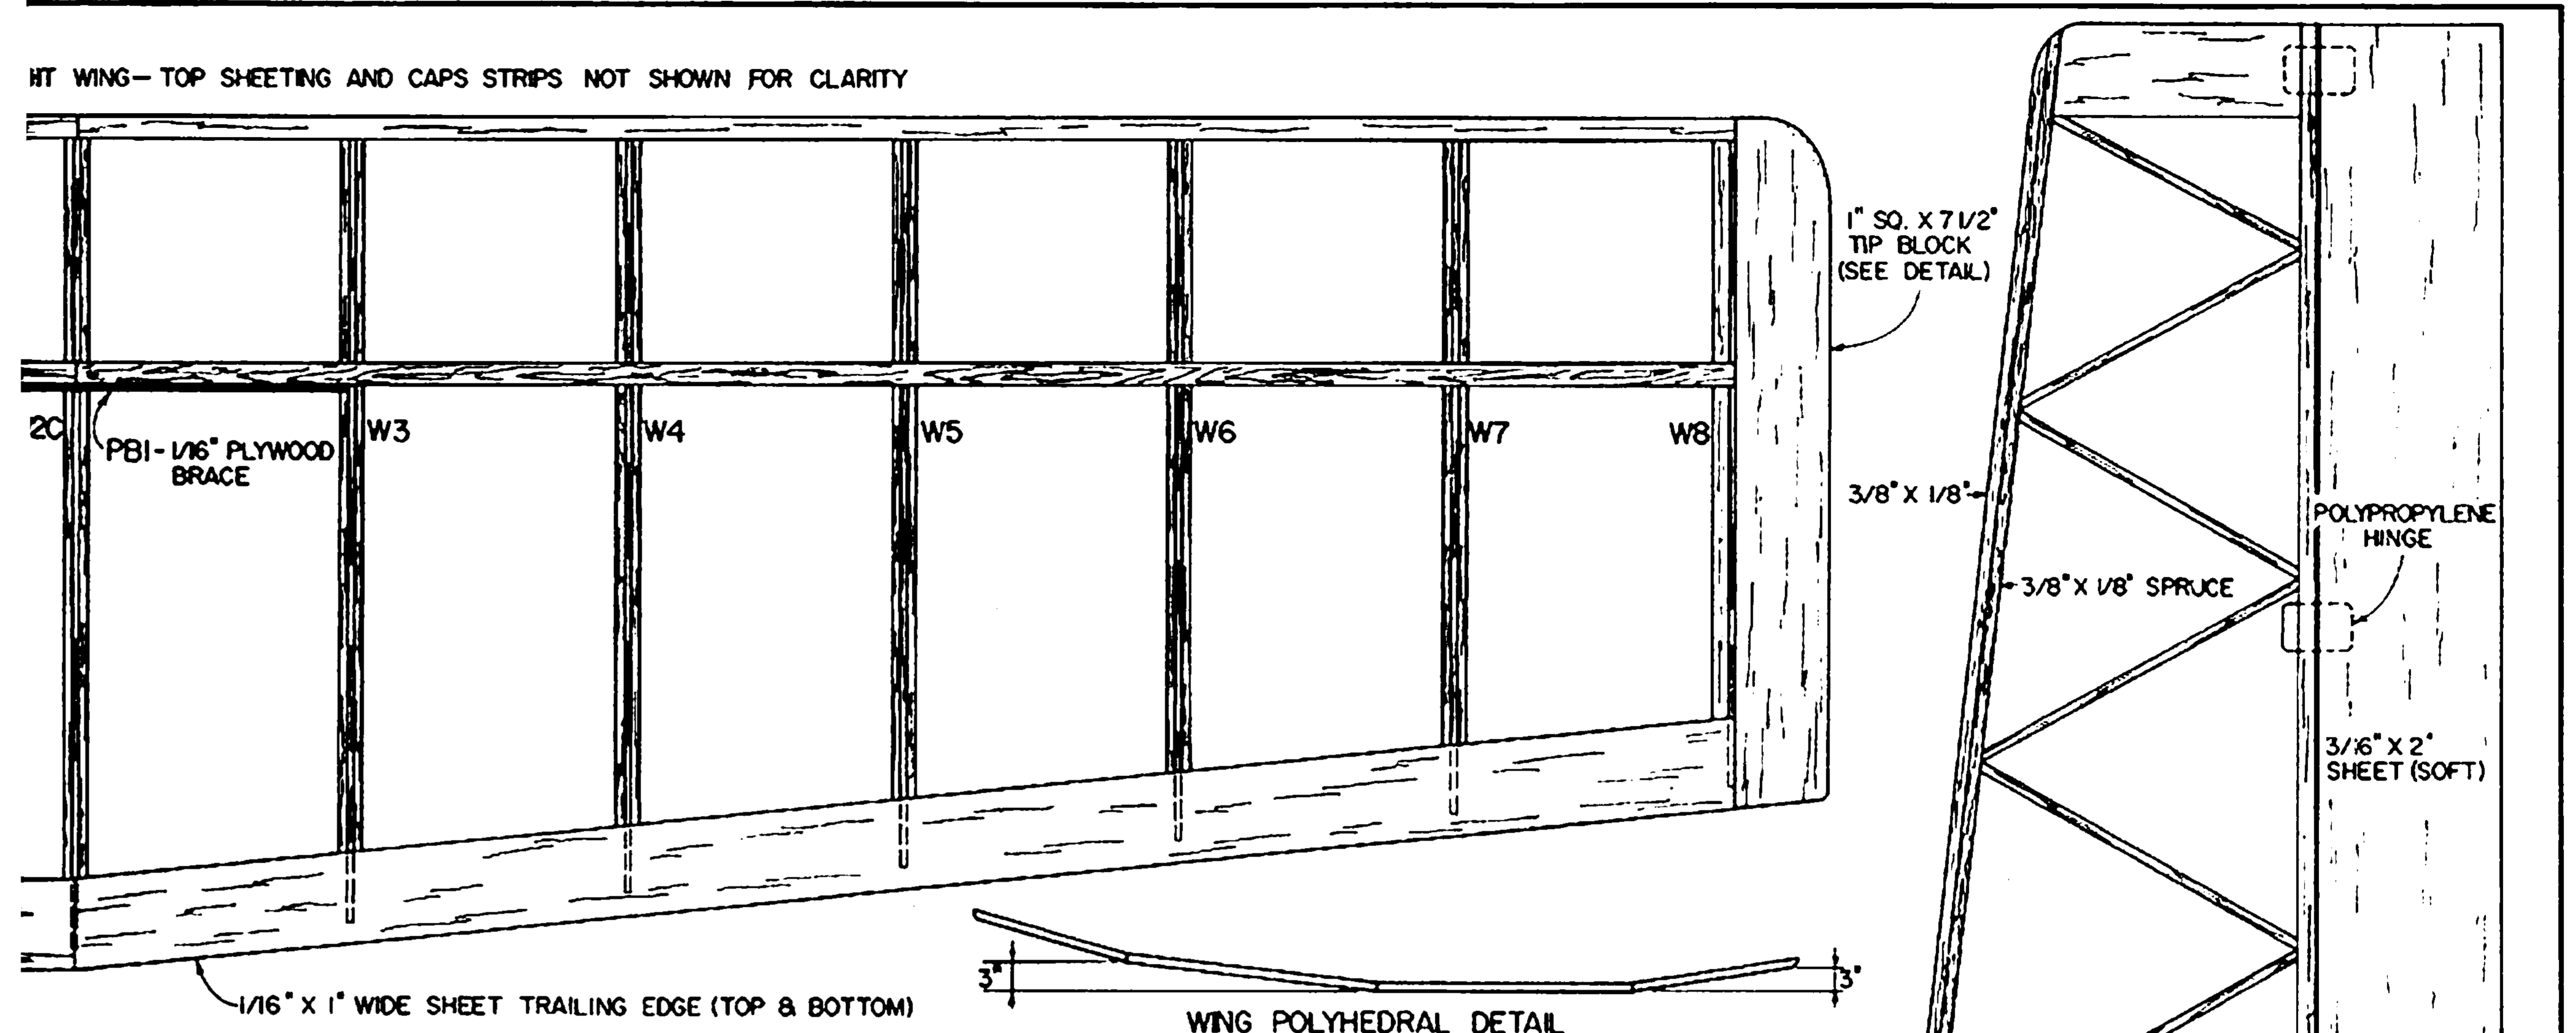 HT WING— TOP SHEETING AND CAPS STRIPS NOT SHOWN FOR CLARITY
1" SQ. X 7 1/2"
TIP BLOCK
(SEE DETAIL)
2C
PB1- 1/16" PLYWOOD
BRACE
W3
W4
W5
W6
W7
W8
3/8" X 1/8"
3/8" X 1/8" SPRUCE
POLYPROPYLENE
HINGE
3/16" X 2"
SHEET (SOFT)
1/16" X 1" WIDE SHEET TRAILING EDGE (TOP & BOTTOM)
3"
3"
WING POLYHEDRAL DETAIL